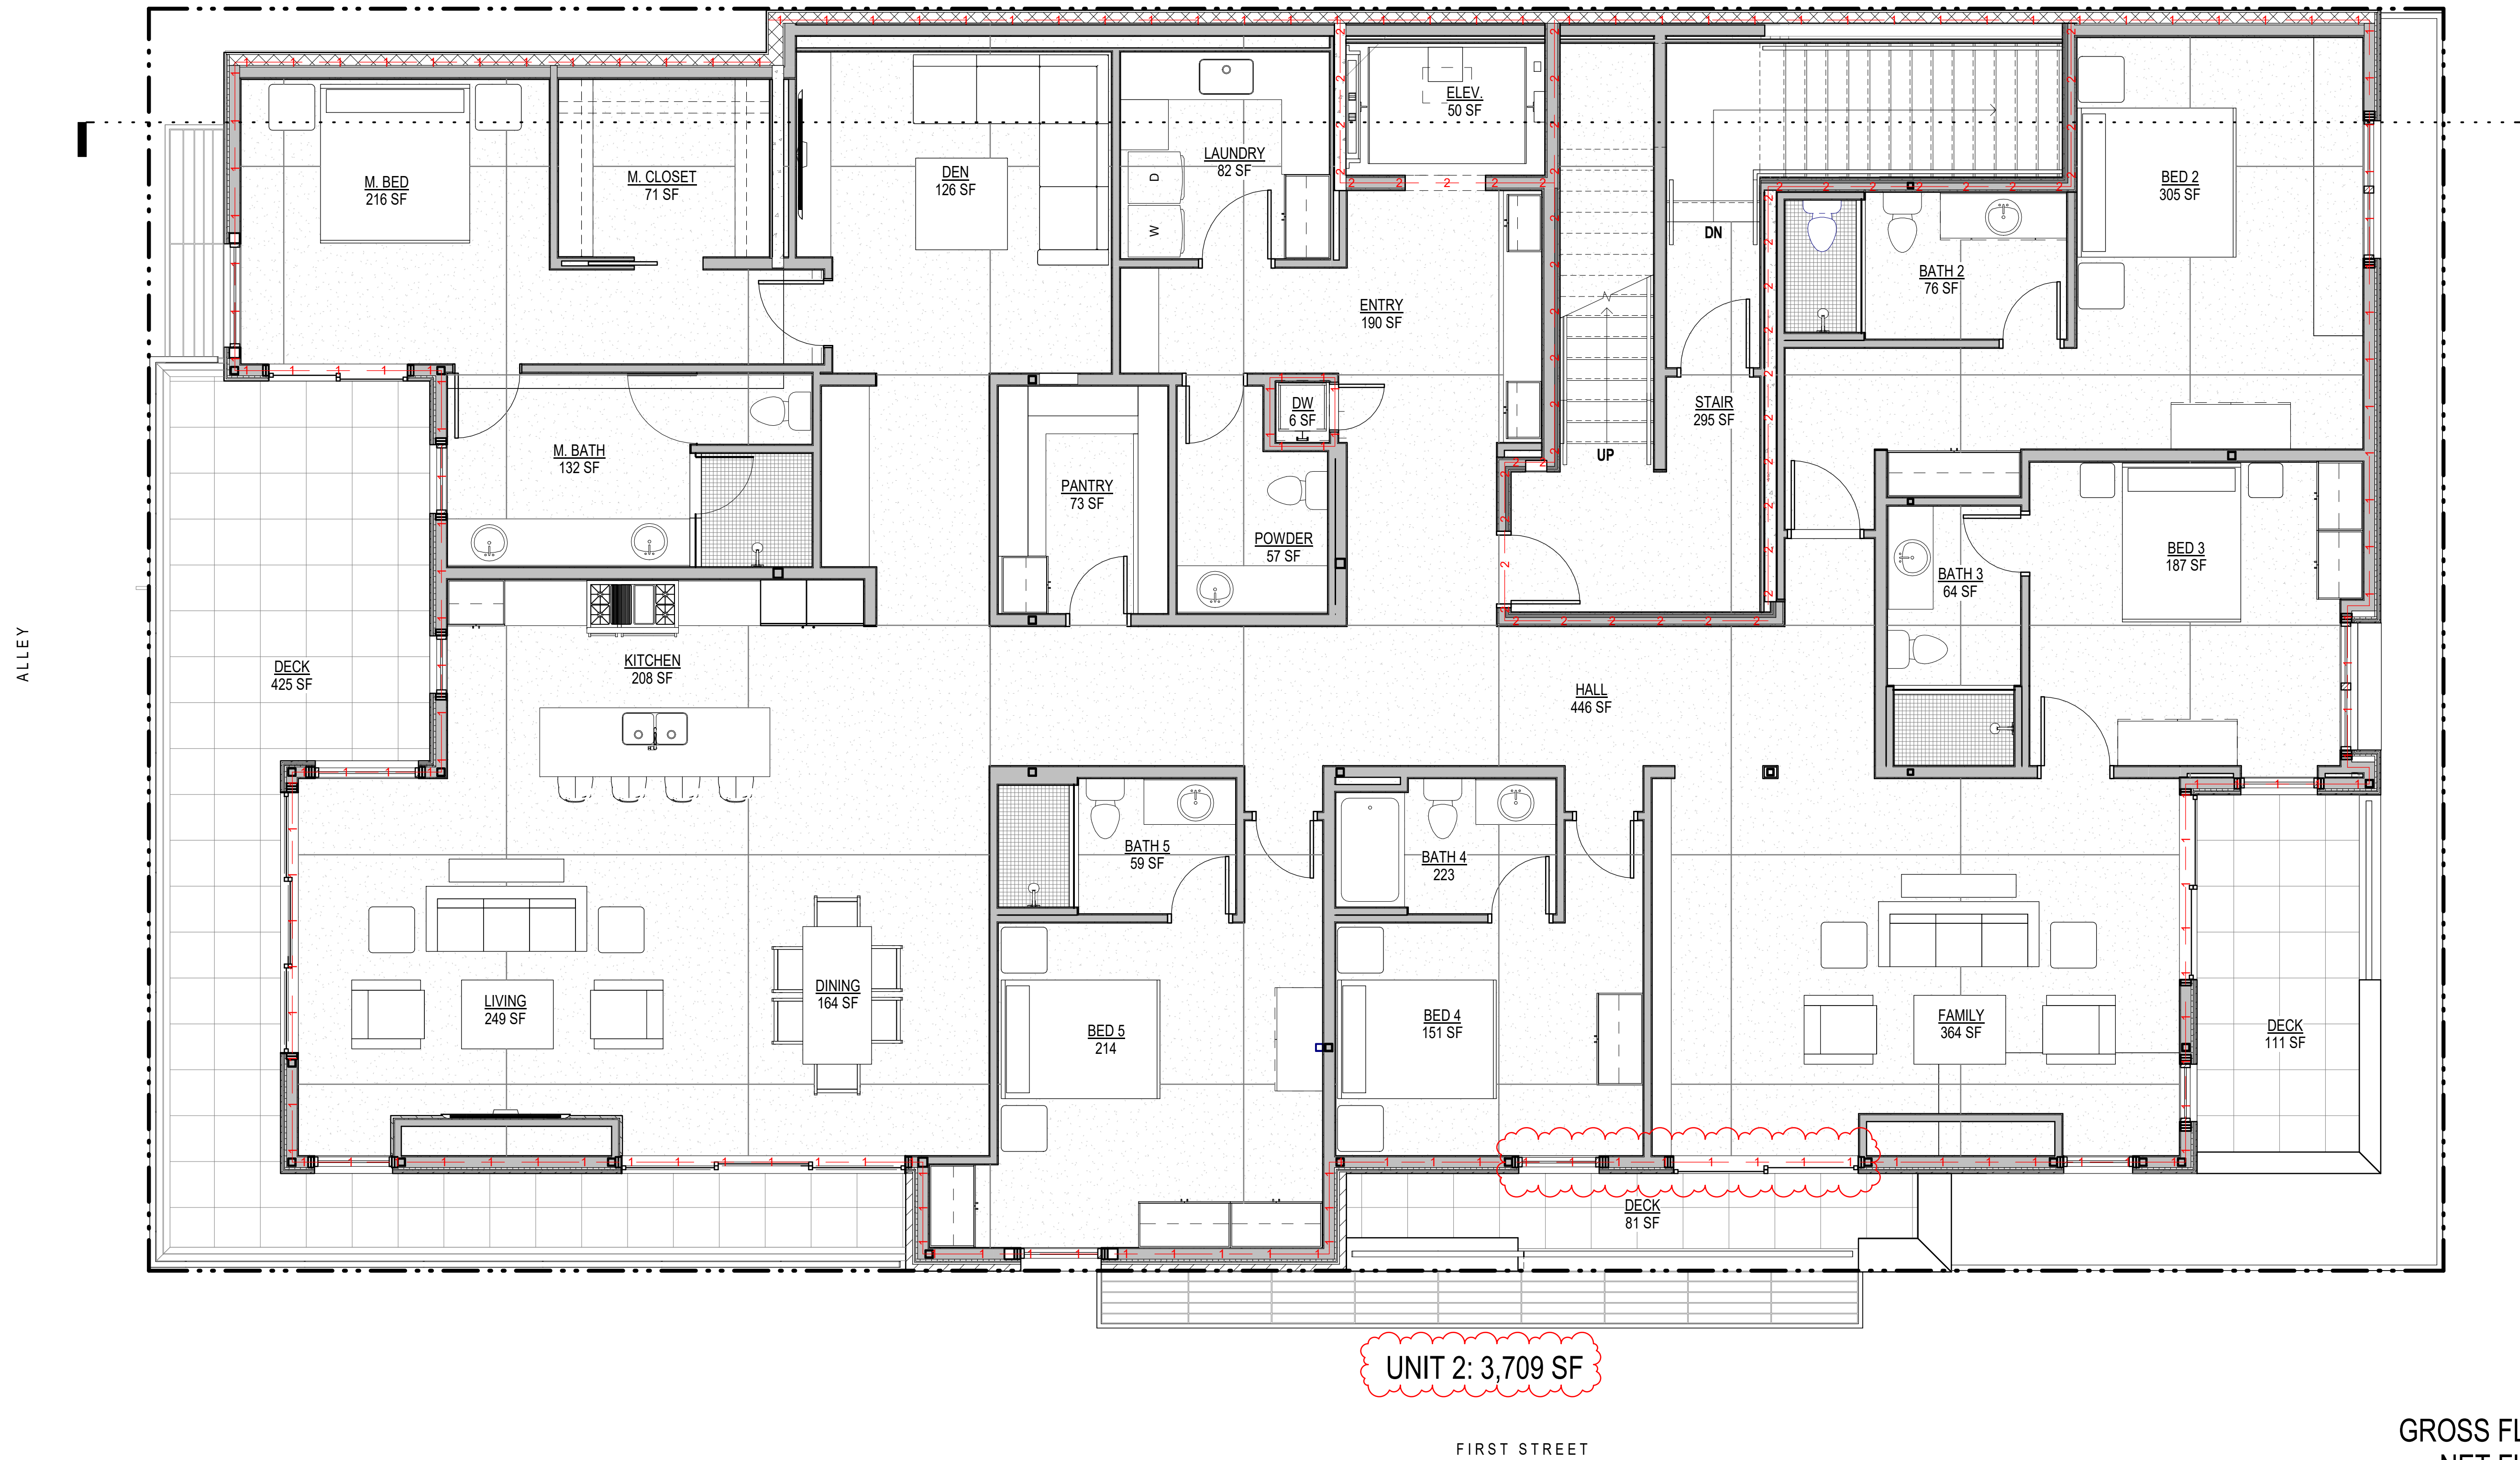 ELEV.
50 SF
LAUNDRY
82 SF
D
W
M. BED
216 SF
M. CLOSET
71 SF
DEN
126 SF
BED 2
305 SF
DN
BATH 2
76 SF
ENTRY
190 SF
DW
6 SF
STAIR
295 SF
UP
M. BATH
132 SF
PANTRY
73 SF
POWDER
57 SF
BED 3
187 SF
BATH 3
64 SF
ALLEY
DECK
425 SF
KITCHEN
208 SF
HALL
446 SF
BATH 5
59 SF
BATH 4
223
LIVING
249 SF
DINING
164 SF
BED 5
214
BED 4
151 SF
FAMILY
364 SF
DECK
111 SF
DECK
81 SF
UNIT 2: 3,709 SF
FIRST STREET
GROSS FL